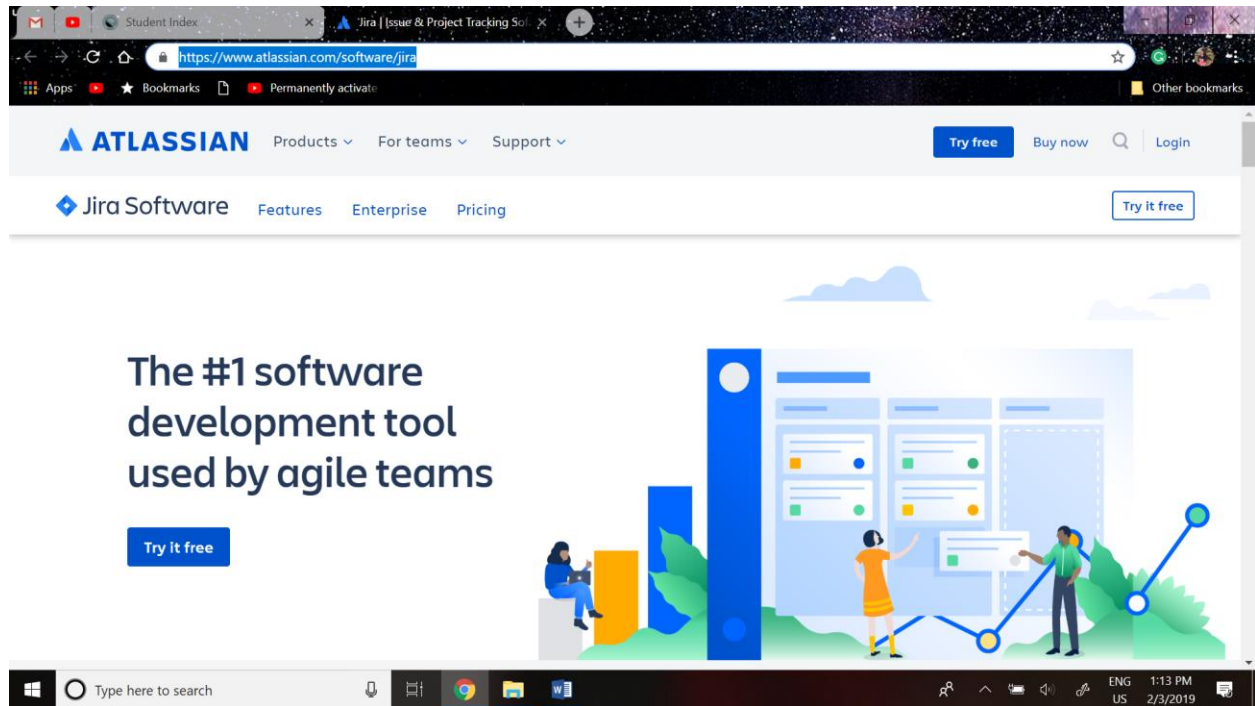 Student Index
Jira | Issue & Project Tracking Sof
https://www.atlassian.com/software/jira
Apps
Bookmarks
Permanently activate
Other bookmarks
ATLASSIAN Products For teams Support Try free Buy now Login
Jira Software Features Enterprise Pricing Try it free
The #1 software
development tool
used by agile teams
Try it free
Type here to search
ENG
US
1:13 PM
2/3/2019